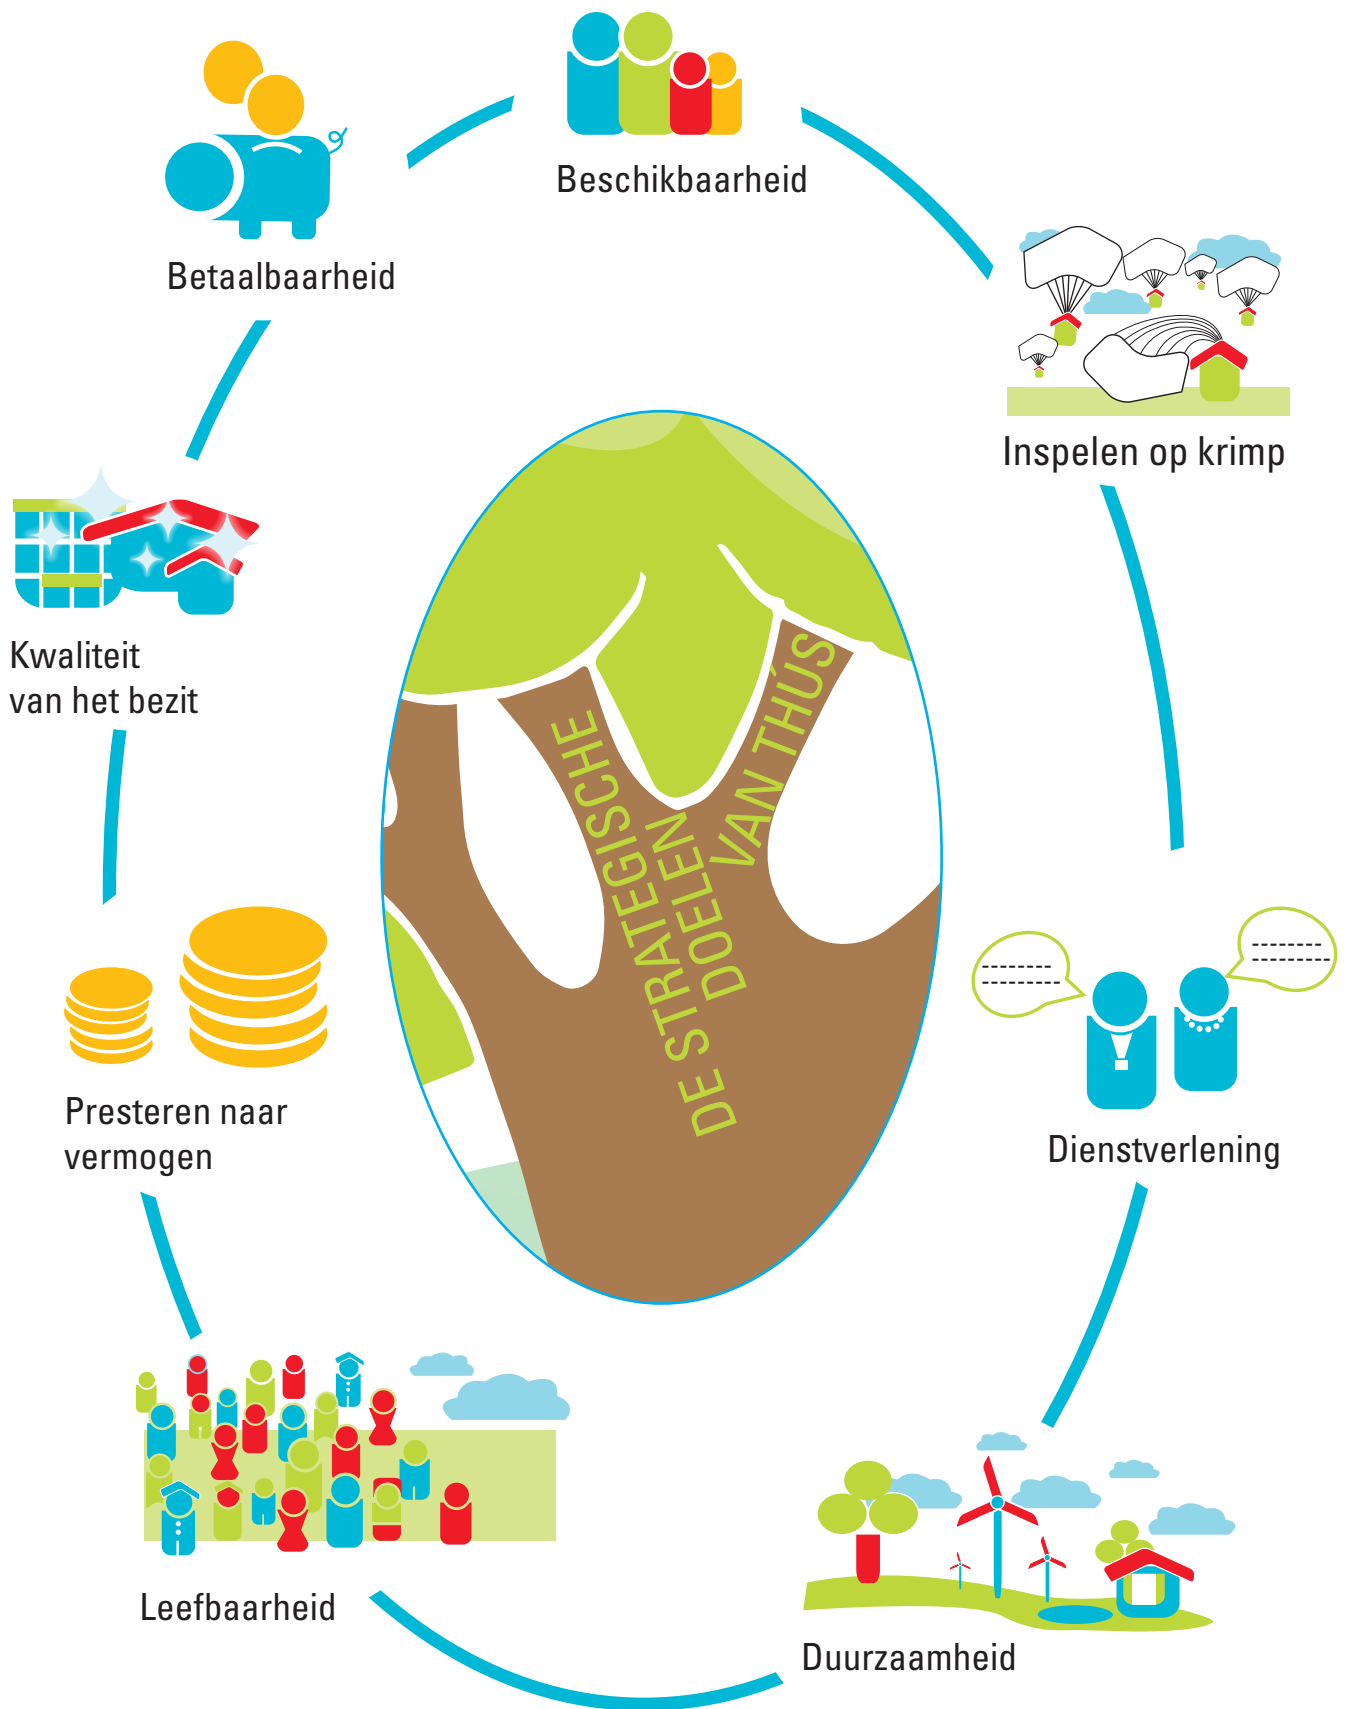 Beschikbaarheid
Betaalbaarheid
Inspelen op krimp
Kwaliteit
van het bezit
DE STRATEGISCHE
DOELEN
VAN THÚS
Presteren naar
vermogen
Dienstverlening
Leefbaarheid
Duurzaamheid